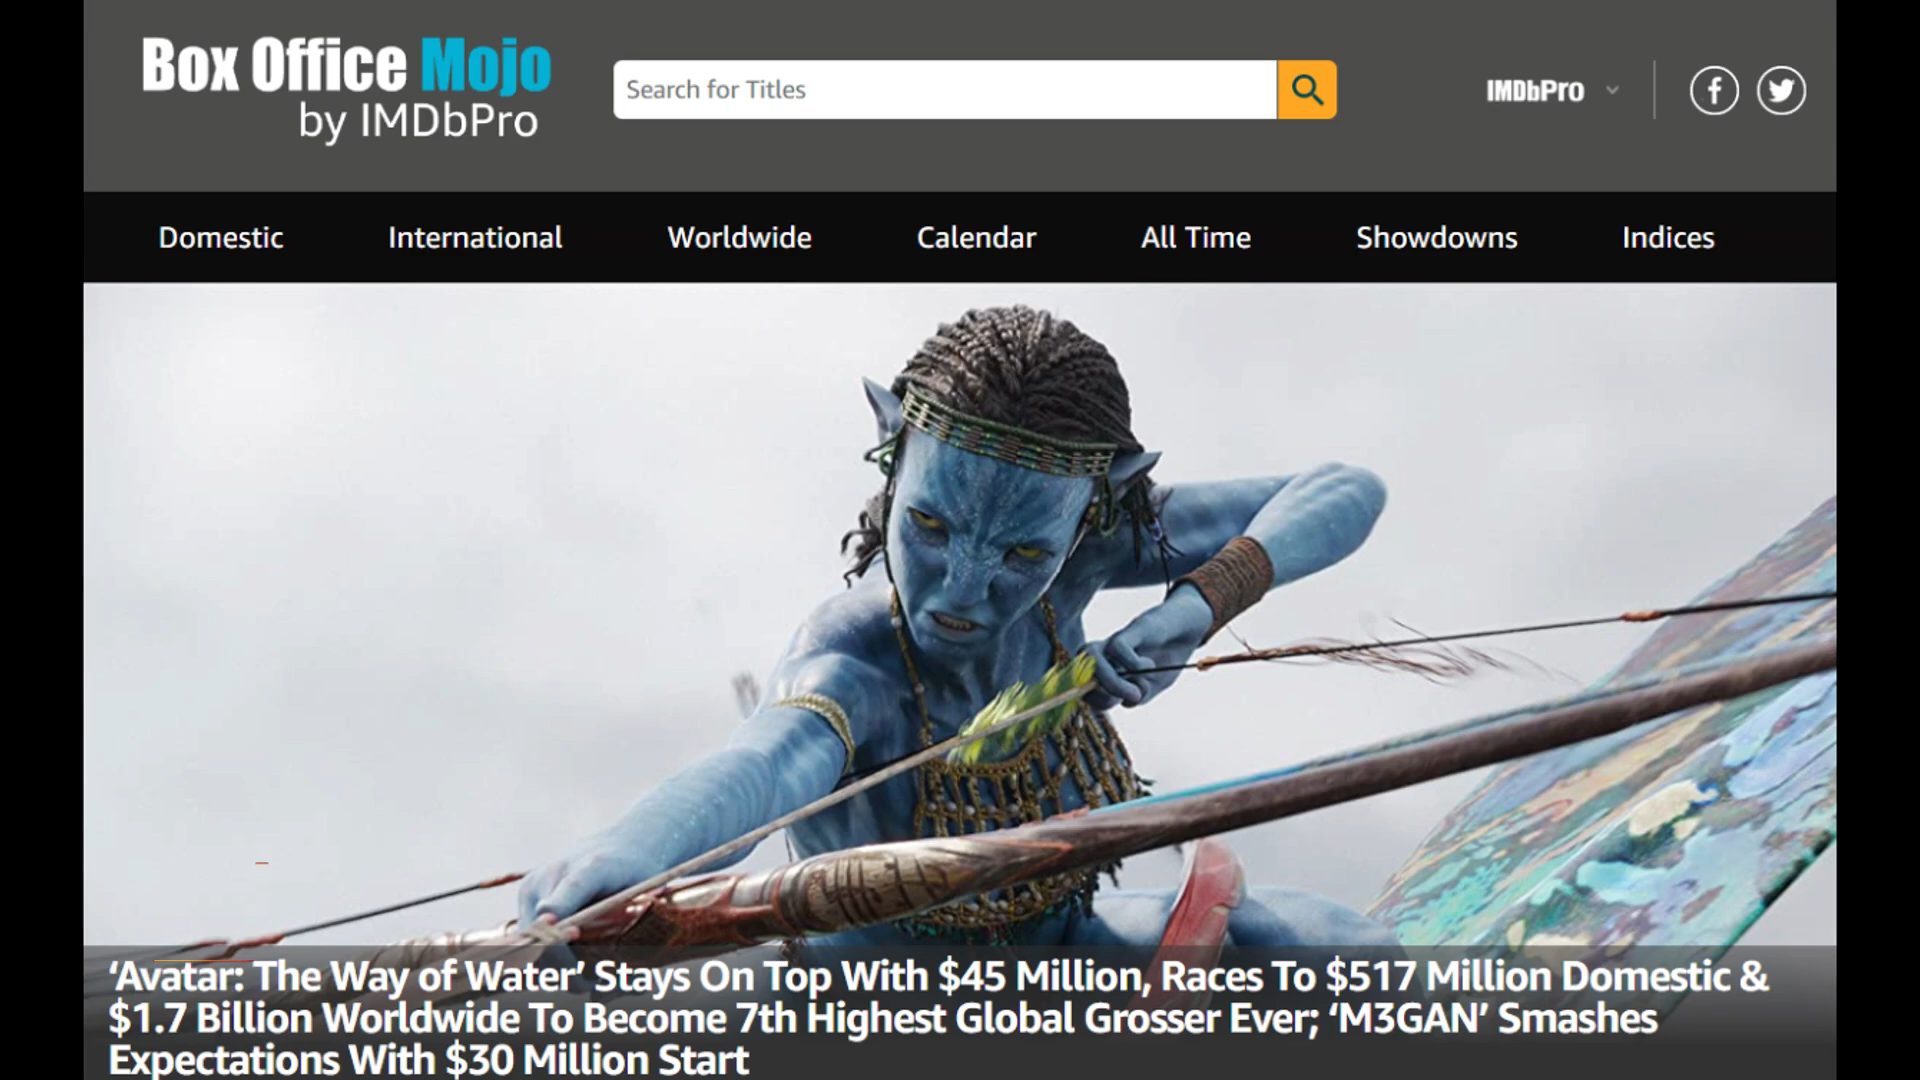 Box Office Mojo
by IMDbPro
Search for Titles
IMDbPro
Domestic
International
Worldwide
Calendar
All Time
Showdowns
Indices
‘Avatar: The Way of Water’ Stays On Top With $45 Million, Races To $517 Million Domestic &
$1.7 Billion Worldwide To Become 7th Highest Global Grosser Ever; ‘M3GAN’ Smashes
Expectations With $30 Million Start